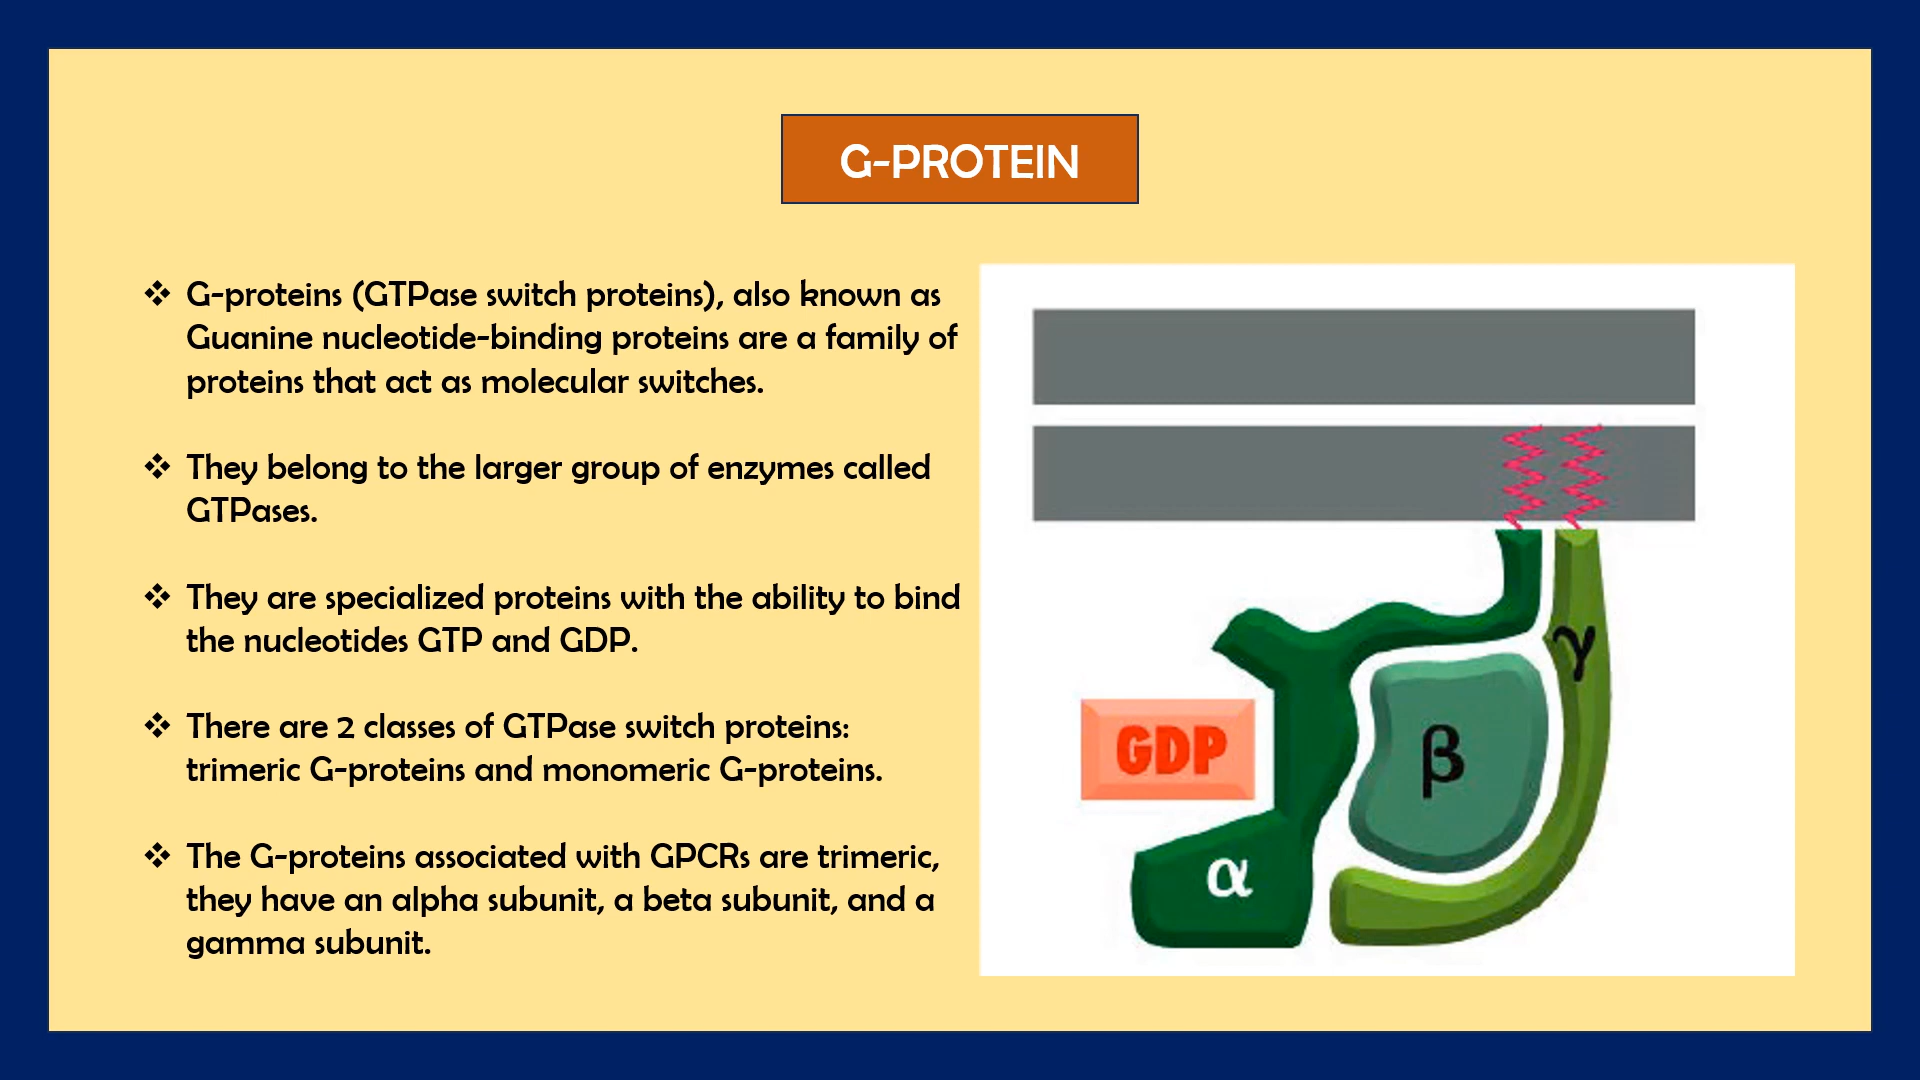 G-PROTEIN
❖ G-proteins (GTPase switch proteins), also known as
Guanine nucleotide-binding proteins are a family of
proteins that act as molecular switches.
❖ They belong to the larger group of enzymes called
GTPases.
❖ They are specialized proteins with the ability to bind
the nucleotides GTP and GDP.
❖ There are 2 classes of GTPase switch proteins:
trimeric G-proteins and monomeric G-proteins.
❖ The G-proteins associated with GPCRs are trimeric,
they have an alpha subunit, a beta subunit, and a
gamma subunit.
γ
GDP
β
α